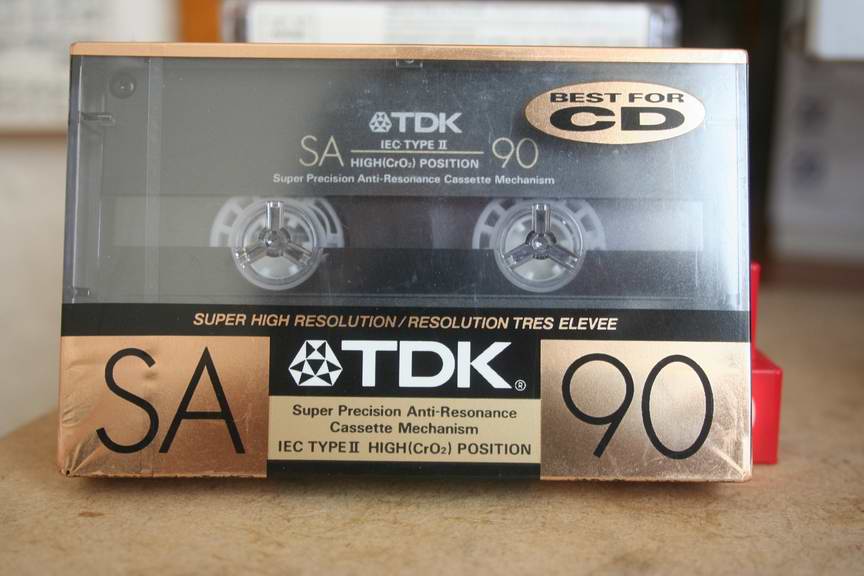 BEST FOR
CD
TDK
SA IEC TYPE II 90
HIGH(CrO₂) POSITION
Super Precision Anti-Resonance Cassette Mechanism
SUPER HIGH RESOLUTION/RESOLUTION TRES ELEVEE
SA TDK® 90
Super Precision Anti-Resonance
Cassette Mechanism
IEC TYPE II HIGH(CrO₂) POSITION